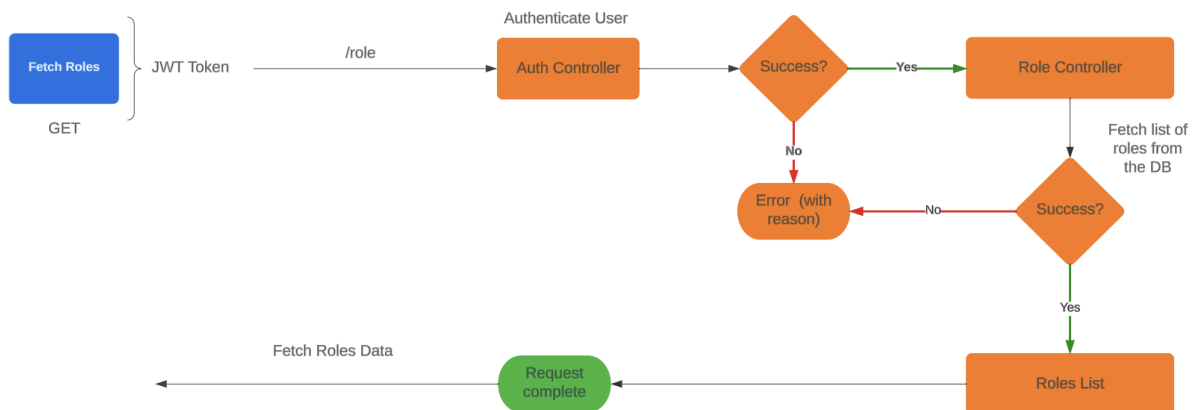 Fetch Roles
GET
JWT Token
/role
Authenticate User
Auth Controller
Success?
Yes
Role Controller
No
Error (with
reason)
Fetch list of
roles from
the DB
Success?
No
Yes
Roles List
Request
complete
Fetch Roles Data